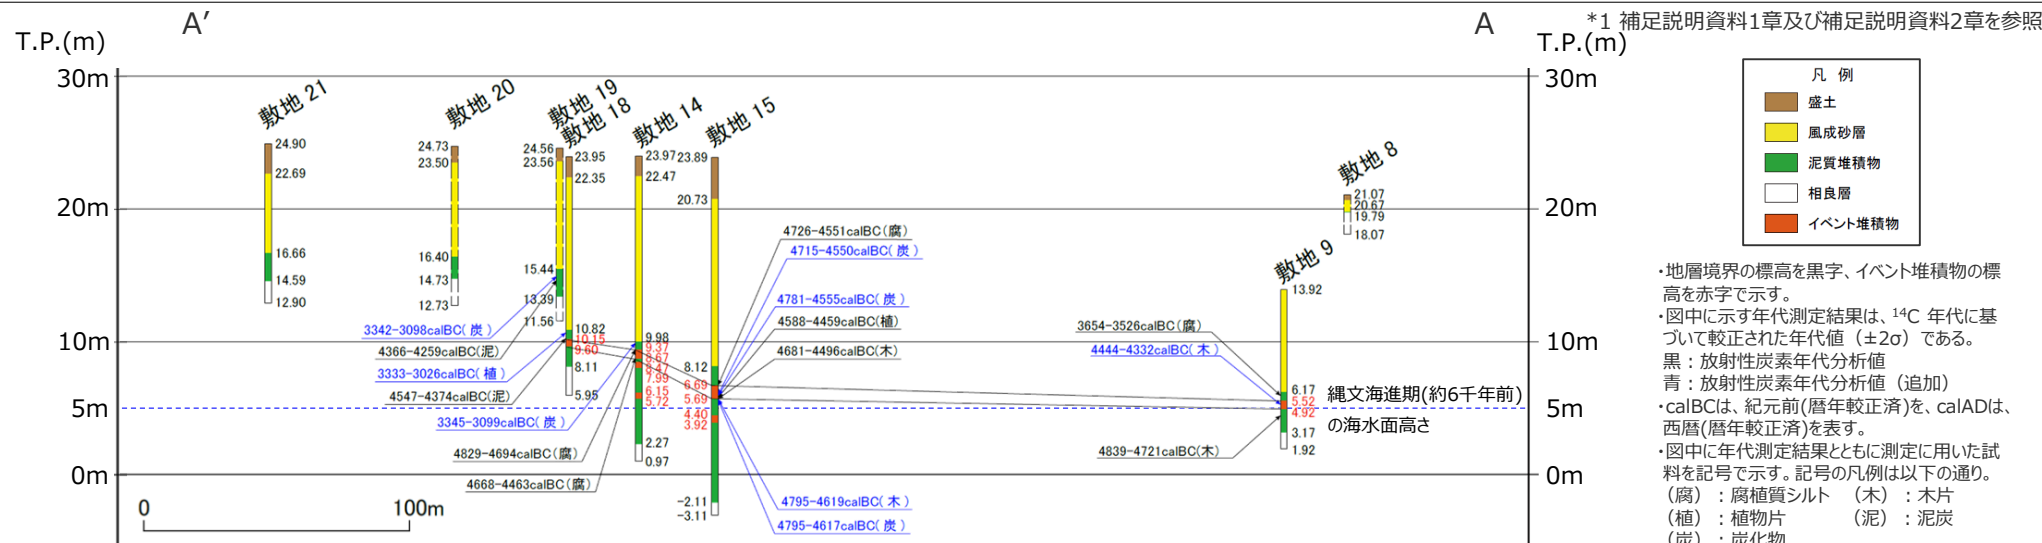 A′
A
*1 補足説明資料1章及び補足説明資料2章を参照
T.P.(m)
T.P.(m)
30m
20m
10m
5m
0m
30m
20m
10m
5m
0m
敷地 21
24.90
22.69
16.66
14.59
12.90
敷地 20
24.73
23.50
16.40
14.73
12.73
敷地 19
24.56
23.56
15.44
13.39
11.56
敷地 18
23.95
22.35
10.82
10.15
9.60
8.11
5.95
敷地 14
23.97
22.47
9.98
9.37
8.67
8.47
7.99
6.15
5.72
2.27
0.97
敷地 15
23.89
20.73
8.12
6.69
5.69
4.40
3.92
-2.11
-3.11
敷地 8
21.07
20.67
19.79
18.07
敷地 9
13.92
6.17
5.52
4.92
3.17
1.92
3342-3098calBC( 炭 )
4366-4259calBC(泥)
3333-3026calBC( 植 )
4547-4374calBC(泥)
3345-3099calBC( 炭 )
4829-4694calBC(腐)
4668-4463calBC(腐)
4726-4551calBC(腐)
4715-4550calBC( 炭 )
4781-4555calBC( 炭 )
4588-4459calBC(植)
4681-4496calBC(木)
4795-4619calBC( 木 )
4795-4617calBC( 炭 )
3654-3526calBC(腐)
4444-4332calBC( 木 )
4839-4721calBC(木)
縄文海進期(約6千年前)
の海水面高さ
0
100m
凡 例
盛土
風成砂層
泥質堆積物
相良層
イベント堆積物
・地層境界の標高を黒字、イベント堆積物の標
高を赤字で示す。
・図中に示す年代測定結果は、¹⁴C 年代に基
づいて較正された年代値（±2σ）である。
黒：放射性炭素年代分析値
青：放射性炭素年代分析値（追加）
・calBCは、紀元前(暦年較正済)を、calADは、
西暦(暦年較正済)を表す。
・図中に年代測定結果とともに測定に用いた試
料を記号で示す。記号の凡例は以下の通り。
（腐）：腐植質シルト （木）：木片
（植）：植物片 （泥）：泥炭
（炭）：炭化物